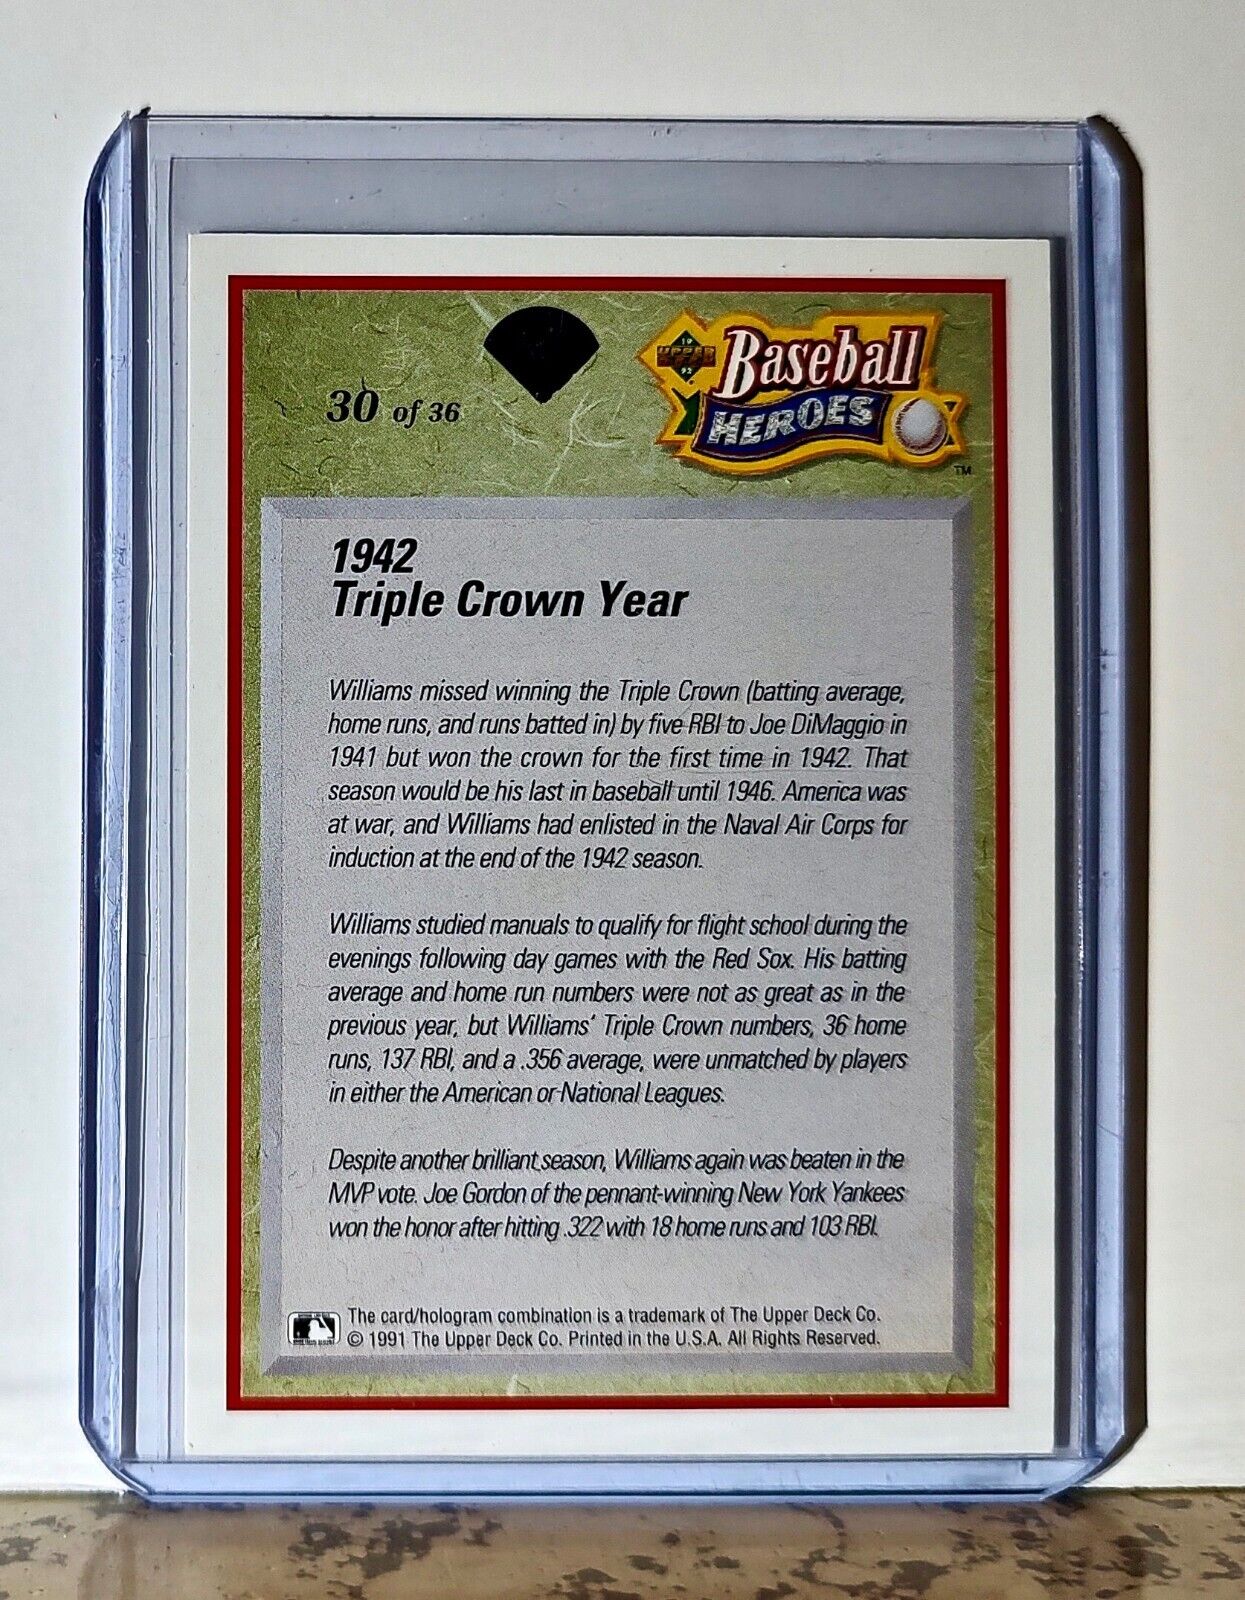 30 of 36
19 92
UPPER DECK
Baseball
HEROES
TM
1942
Triple Crown Year
Williams missed winning the Triple Crown (batting average,
home runs, and runs batted in) by five RBI to Joe DiMaggio in
1941 but won the crown for the first time in 1942. That
season would be his last in baseball until 1946. America was
at war, and Williams had enlisted in the Naval Air Corps for
induction at the end of the 1942 season.
Williams studied manuals to qualify for flight school during the
evenings following day games with the Red Sox. His batting
average and home run numbers were not as great as in the
previous year, but Williams' Triple Crown numbers, 36 home
runs, 137 RBI, and a .356 average, were unmatched by players
in either the American or National Leagues.
Despite another brilliant season, Williams again was beaten in the
MVP vote. Joe Gordon of the pennant-winning New York Yankees
won the honor after hitting .322 with 18 home runs and 103 RBI.
The card/hologram combination is a trademark of The Upper Deck Co.
© 1991 The Upper Deck Co. Printed in the U.S.A. All Rights Reserved.